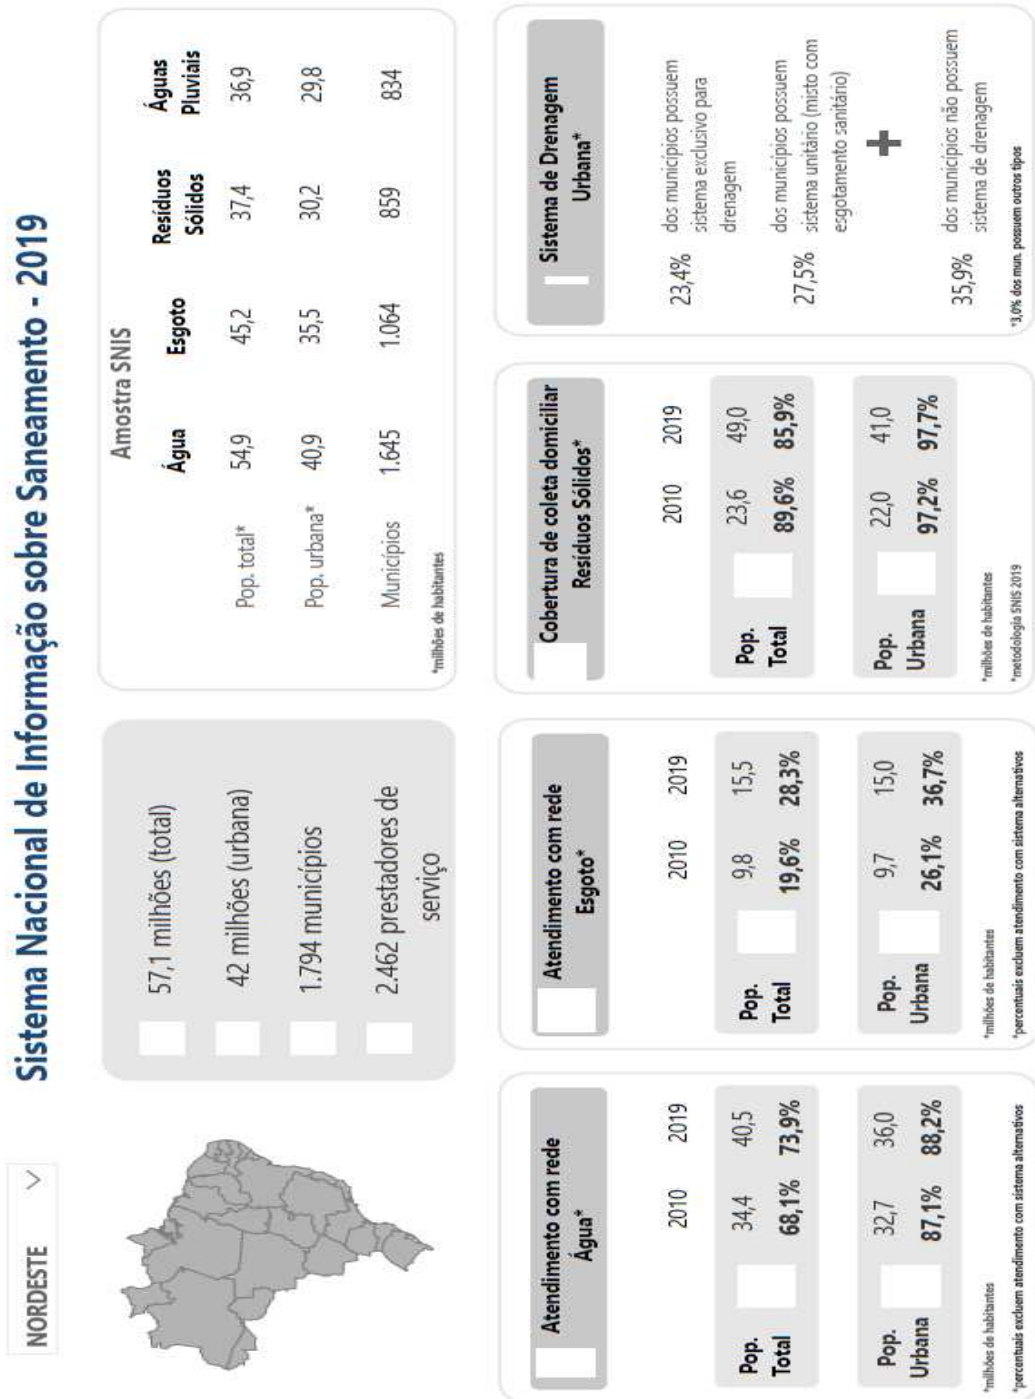 NORDESTE
Sistema Nacional de Informação sobre Saneamento - 2019
57,1 milhões (total)
42 milhões (urbana)
1.794 municípios
2.462 prestadores de
serviço
Amostra SNIS
Água Esgoto Resíduos Sólidos Águas Pluviais
Pop. total* 54,9 45,2 37,4 36,9
Pop. urbana* 40,9 35,5 30,2 29,8
Municípios 1.645 1.064 859 834
*milhões de habitantes
Atendimento com rede
Água*
2010 2019
Pop. Total 34,4 40,5
68,1% 73,9%
Pop. Urbana 32,7 36,0
87,1% 88,2%
*milhões de habitantes
*percentuais excluem atendimento com sistema alternativos
Atendimento com rede
Esgoto*
2010 2019
Pop. Total 9,8 15,5
19,6% 28,3%
Pop. Urbana 9,7 15,0
26,1% 36,7%
*milhões de habitantes
*percentuais excluem atendimento com sistema alternativos
Cobertura de coleta domiciliar
Resíduos Sólidos*
2010 2019
Pop. Total 23,6 49,0
89,6% 85,9%
Pop. Urbana 22,0 41,0
97,2% 97,7%
*milhões de habitantes
*metodologia SNIS 2019
Sistema de Drenagem
Urbana*
23,4% dos municípios possuem
sistema exclusivo para
drenagem
27,5% dos municípios possuem
sistema unitário (misto com
esgotamento sanitário)
+
35,9% dos municípios não possuem
sistema de drenagem
*3,0% dos mun. possuem outros tipos